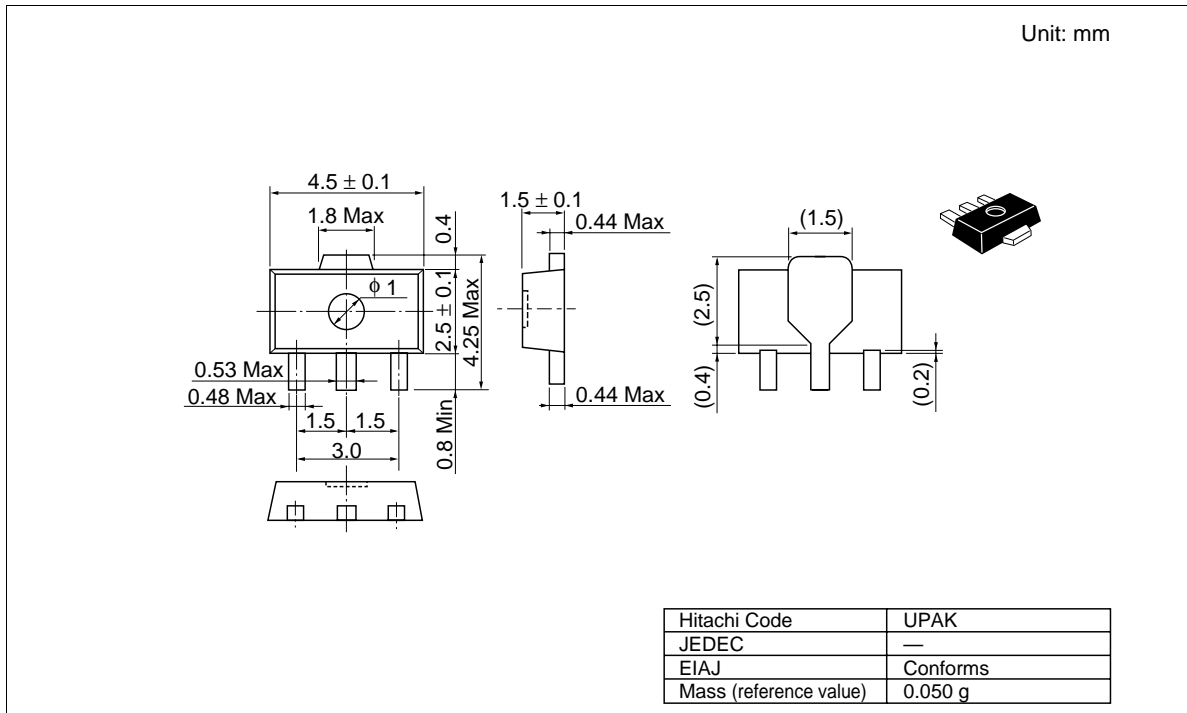 Unit: mm
4.5 ± 0.1
1.8 Max
0.4
φ 1
2.5 ± 0.1
4.25 Max
0.53 Max
0.48 Max
1.5 1.5
3.0
0.8 Min
1.5 ± 0.1
0.44 Max
0.44 Max
(1.5)
(2.5)
(0.4)
(0.2)
Hitachi Code UPAK
JEDEC —
EIAJ Conforms
Mass (reference value) 0.050 g